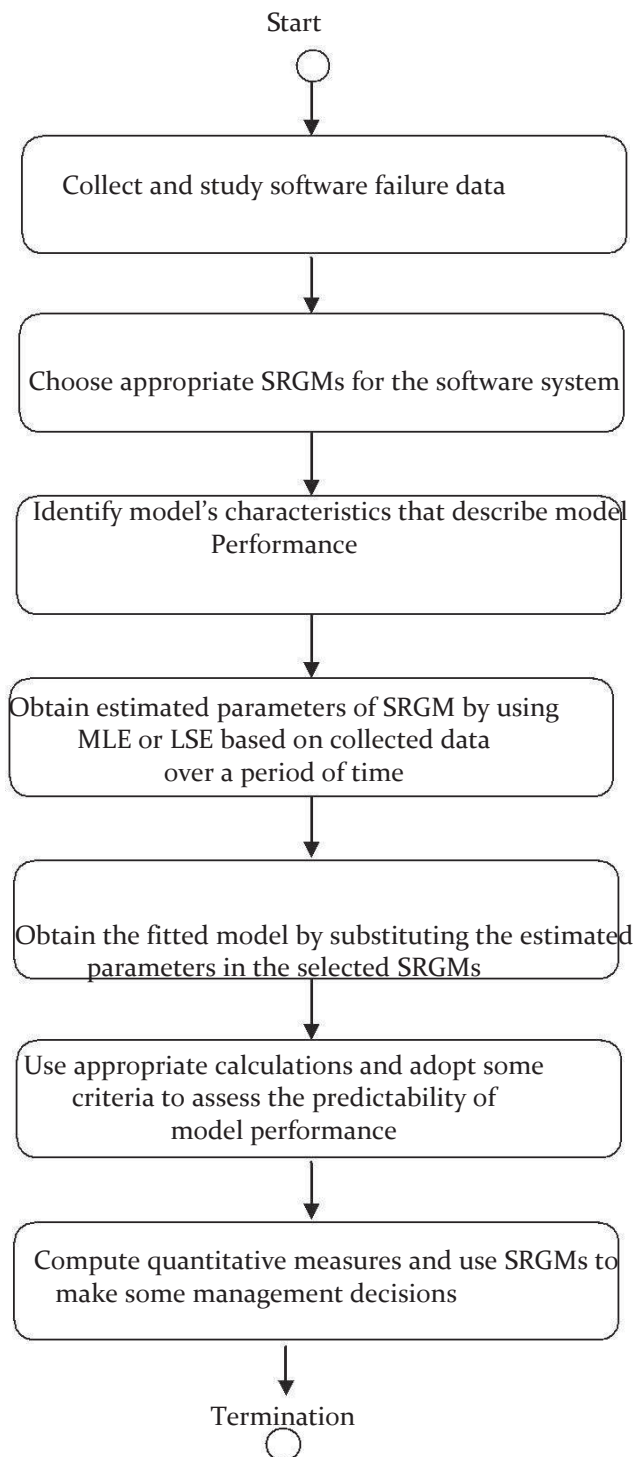 Start
Collect and study software failure data
Choose appropriate SRGMs for the software system
Identify model’s characteristics that describe model
Performance
Obtain estimated parameters of SRGM by using
MLE or LSE based on collected data
over a period of time
Obtain the fitted model by substituting the estimated
parameters in the selected SRGMs
Use appropriate calculations and adopt some
criteria to assess the predictability of
model performance
Compute quantitative measures and use SRGMs to
make some management decisions
Termination